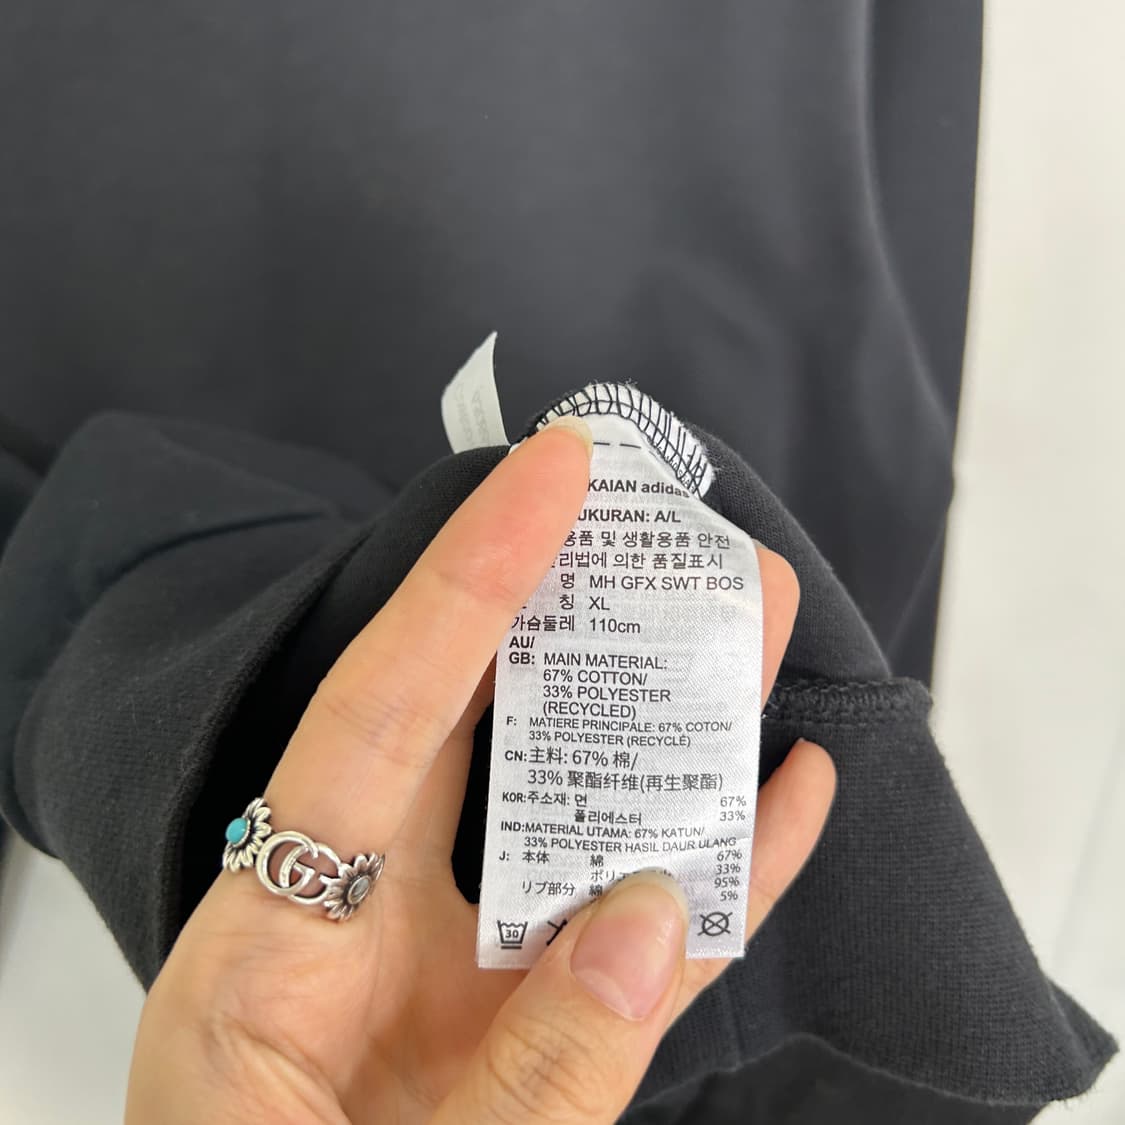 KAIAN adidas
UKURAN: A/L
용품 및 생활용품 안전
리법에 의한 품질표시
명 MH GFX SWT BOS
칭 XL
가슴둘레 110cm
AU/
GB: MAIN MATERIAL:
67% COTTON/
33% POLYESTER
(RECYCLED)
F: MATIERE PRINCIPALE: 67% COTON/
33% POLYESTER (RECYCLÉ)
CN:主料: 67% 棉/
33% 聚酯纤维(再生聚酯)
KOR:주소재: 면 67%
폴리에스터 33%
IND:MATERIAL UTAMA: 67% KATUN/
33% POLYESTER HASIL DAUR ULANG
J: 本体 綿 67%
33%
リブ部分 綿 95%
5%
30